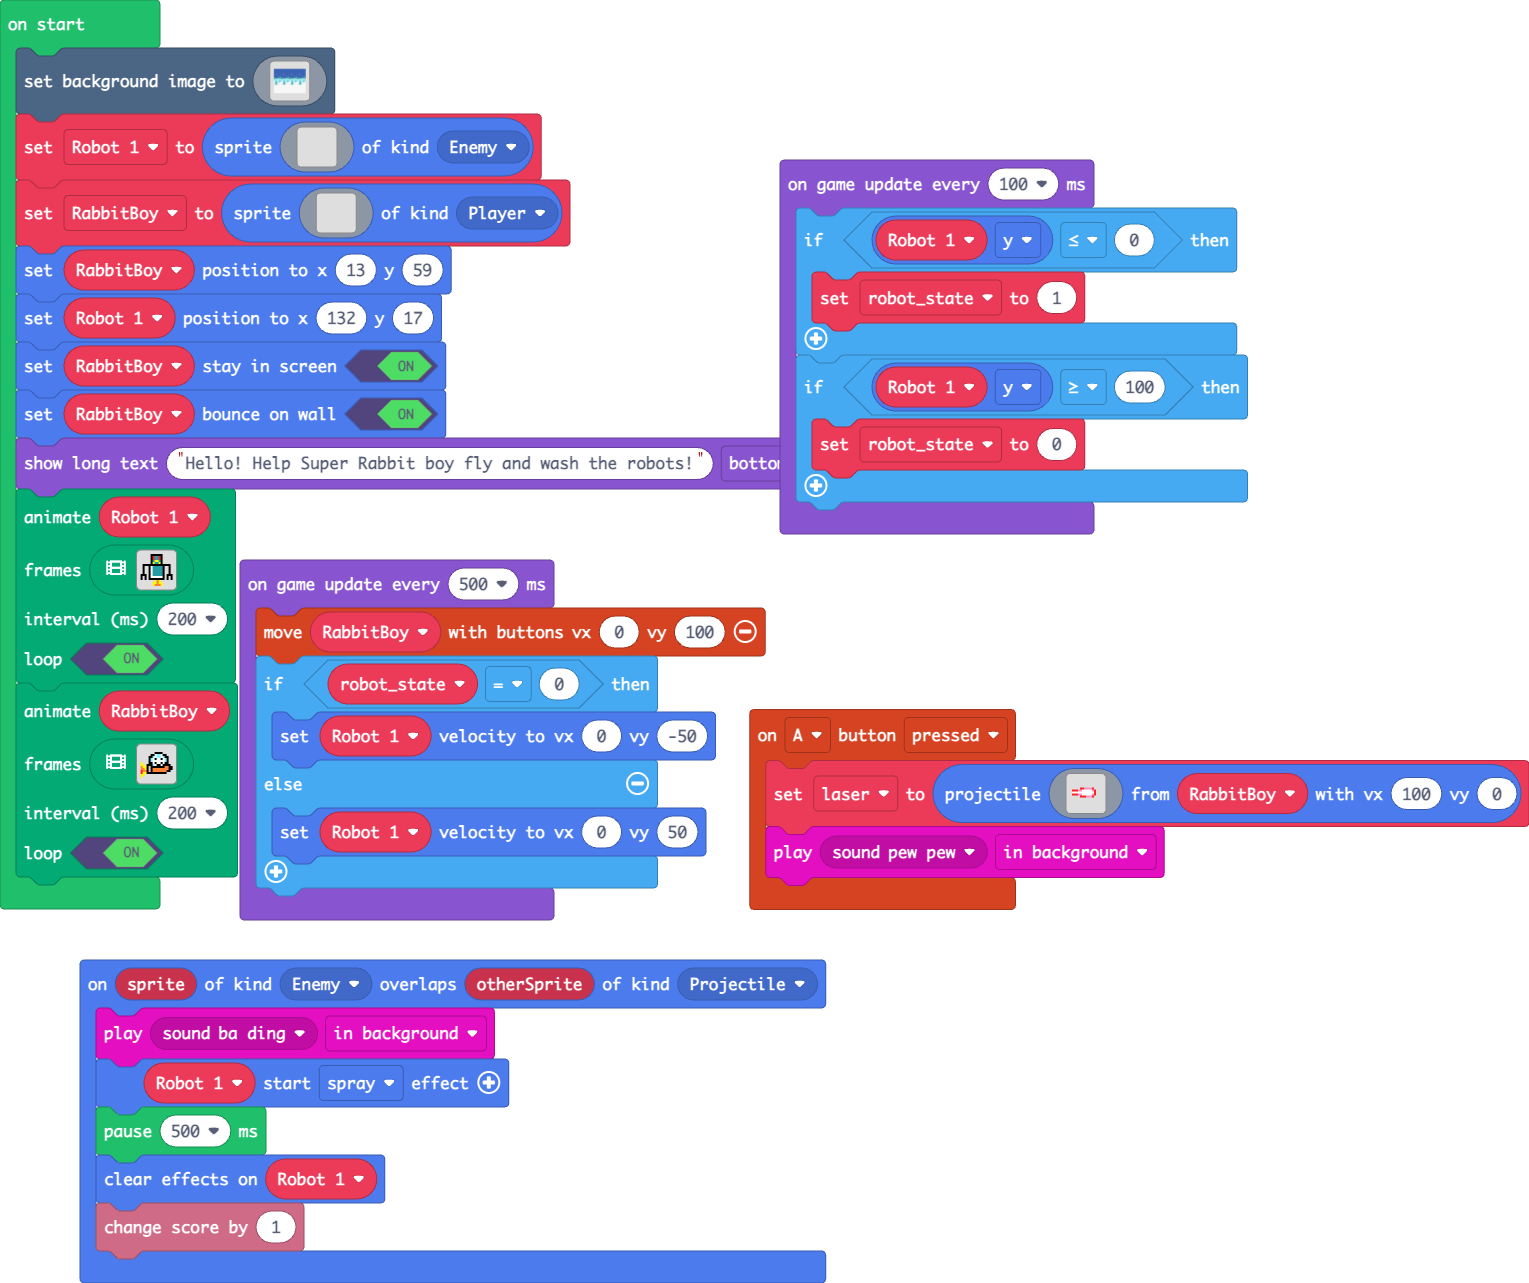 on start
set background image to
set Robot 1 to sprite of kind Enemy
set RabbitBoy to sprite of kind Player
set RabbitBoy position to x 13 y 59
set Robot 1 position to x 132 y 17
set RabbitBoy stay in screen ON
set RabbitBoy bounce on wall ON
show long text "Hello! Help Super Rabbit boy fly and wash the robots!"
animate Robot 1
frames
interval (ms) 200
loop ON
animate RabbitBoy
frames
interval (ms) 200
loop ON
on game update every 100 ms
if Robot 1 y ≤ 0 then
set robot_state to 1
if Robot 1 y ≥ 100 then
set robot_state to 0
on game update every 500 ms
move RabbitBoy with buttons vx 0 vy 100
if robot_state = 0 then
set Robot 1 velocity to vx 0 vy -50
else
set Robot 1 velocity to vx 0 vy 50
on A button pressed
set laser to projectile from RabbitBoy with vx 100 vy 0
play sound pew pew in background
on sprite of kind Enemy overlaps otherSprite of kind Projectile
play sound ba ding in background
Robot 1 start spray effect
pause 500 ms
clear effects on Robot 1
change score by 1